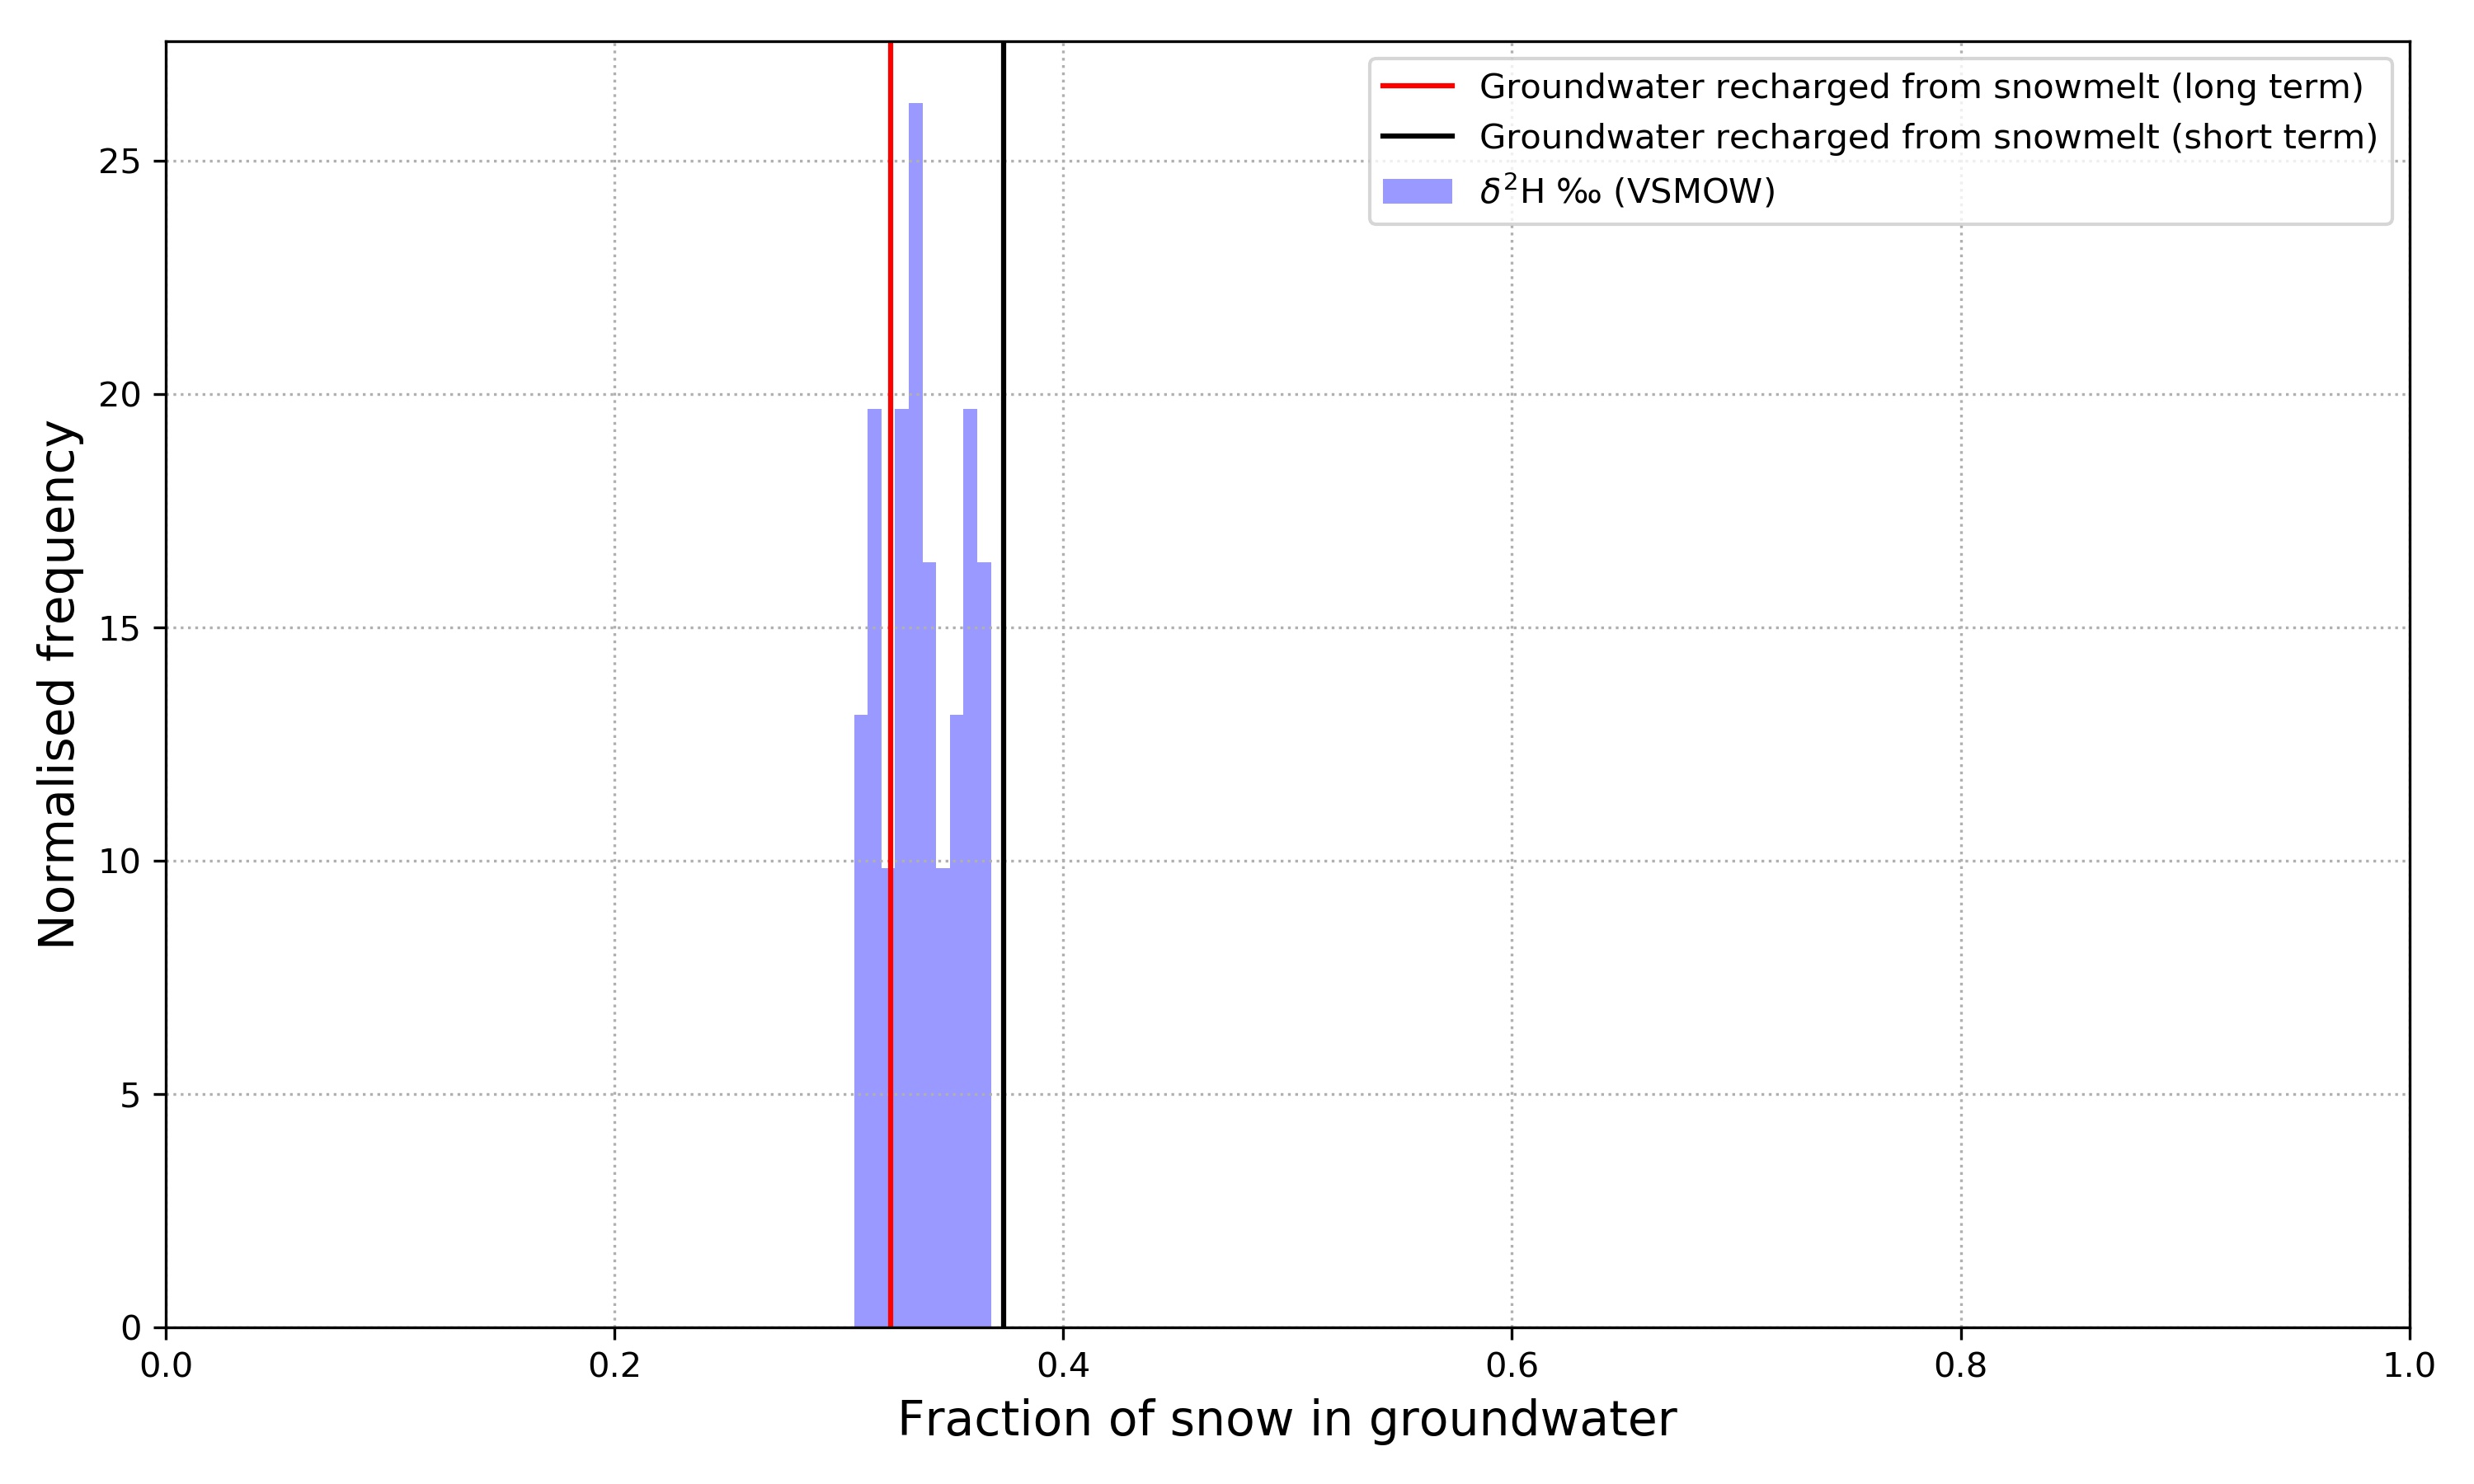 Groundwater recharged from snowmelt (long term)
Groundwater recharged from snowmelt (short term)
δ²H ‰ (VSMOW)
Normalised frequency
25
20
15
10
5
0
0.0 0.2 0.4 0.6 0.8 1.0
Fraction of snow in groundwater